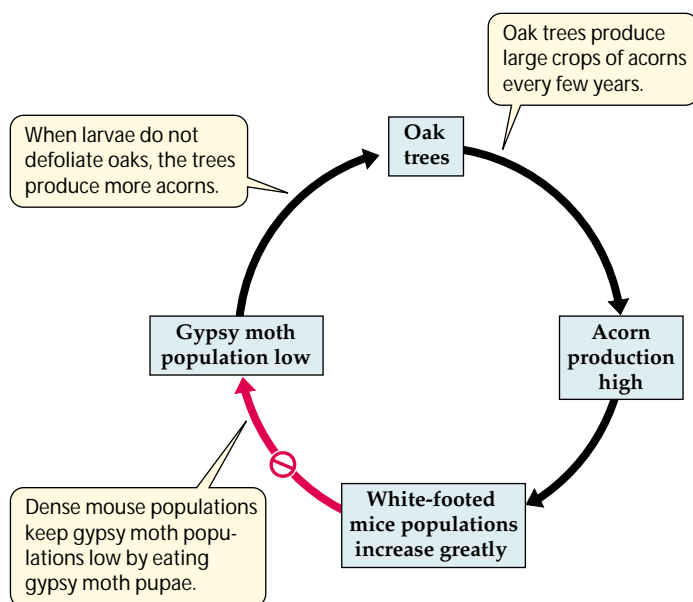 Oak trees produce
large crops of acorns
every few years.
When larvae do not
defoliate oaks, the trees
produce more acorns.
Oak
trees
Gypsy moth
population low
Acorn
production
high
Dense mouse populations
keep gypsy moth popu-
lations low by eating
gypsy moth pupae.
White-footed
mice populations
increase greatly